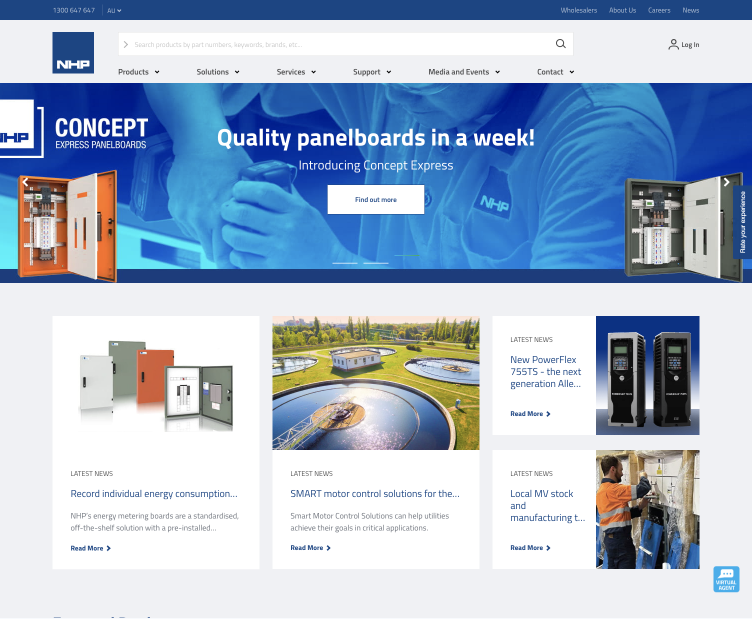 1300 647 647
AU
Wholesalers
About Us
Careers
News
NHP
Search products by part numbers, keywords, brands, etc...
Log In
Products
Solutions
Services
Support
Media and Events
Contact
NHP
CONCEPT
EXPRESS PANELBOARDS
Quality panelboards in a week!
Introducing Concept Express
Find out more
NHP
Rate your experience
LATEST NEWS
Record individual energy consumption...
NHP's energy metering boards are a standardised,
off-the-shelf solution with a pre-installed...
Read More
LATEST NEWS
SMART motor control solutions for the...
Smart Motor Control Solutions can help utilities
achieve their goals in critical applications.
Read More
LATEST NEWS
New PowerFlex
755TS - the next
generation Alle...
Read More
LATEST NEWS
Local MV stock
and
manufacturing t...
Read More
VIRTUAL
AGENT